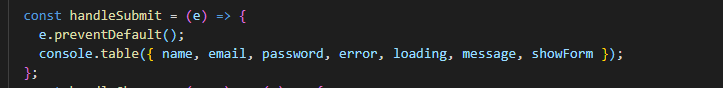 const handleSubmit = (e) => {
e.preventDefault();
console.table({ name, email, password, error, loading, message, showForm });
};